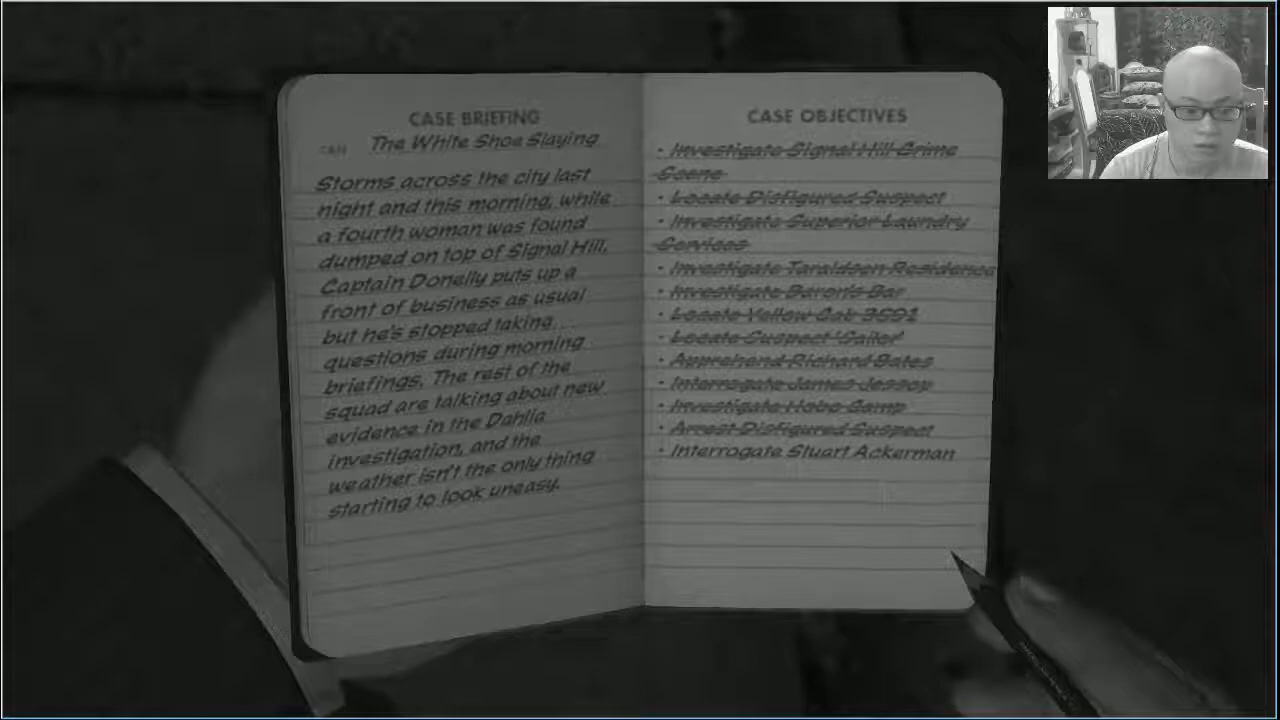 CASE BRIEFING
The White Shoe Slaying
Storms across the city last
night and this morning, while
a fourth woman was found
dumped on top of Signal Hill.
Captain Donelly puts up a
front of business as usual
but he's stopped taking
questions during morning
briefings. The rest of the
squad are talking about new
evidence in the Dahlia
investigation, and the
weather isn't the only thing
starting to look uneasy.
CASE OBJECTIVES
· Investigate Signal Hill Crime
Scene
· Locate Disfigured Suspect
· Investigate Superior Laundry
Services
· Investigate Taraldsen Residence
· Investigate Baron's Bar
· Locate Yellow Cab 3591
· Locate Suspect 'Sailor'
· Apprehend Richard Bates
· Interrogate James Jessop
· Investigate Hobo Camp
· Arrest Disfigured Suspect
· Interrogate Stuart Ackerman